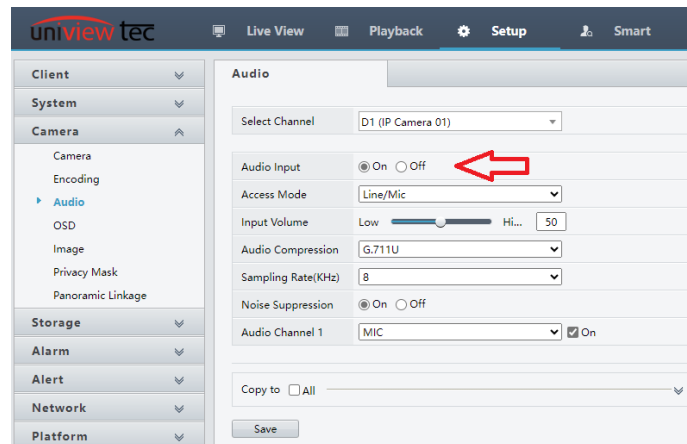 uniview tec
Live View Playback Setup Smart
Client
System
Camera
Camera
Encoding
Audio
OSD
Image
Privacy Mask
Panoramic Linkage
Storage
Alarm
Alert
Network
Platform
Audio
Select Channel D1 (IP Camera 01)
Audio Input On Off
Access Mode Line/Mic
Input Volume Low Hi... 50
Audio Compression G.711U
Sampling Rate(KHz) 8
Noise Suppression On Off
Audio Channel 1 MIC On
Copy to All
Save